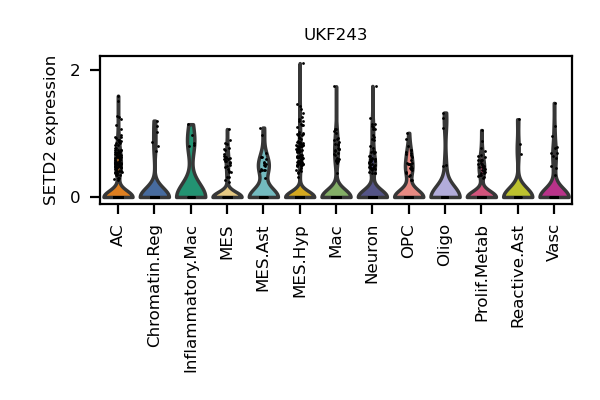 UKF243
SETD2 expression
2
0
AC
Chromatin.Reg
Inflammatory.Mac
MES
MES.Ast
MES.Hyp
Mac
Neuron
OPC
Oligo
Prolif.Metab
Reactive.Ast
Vasc